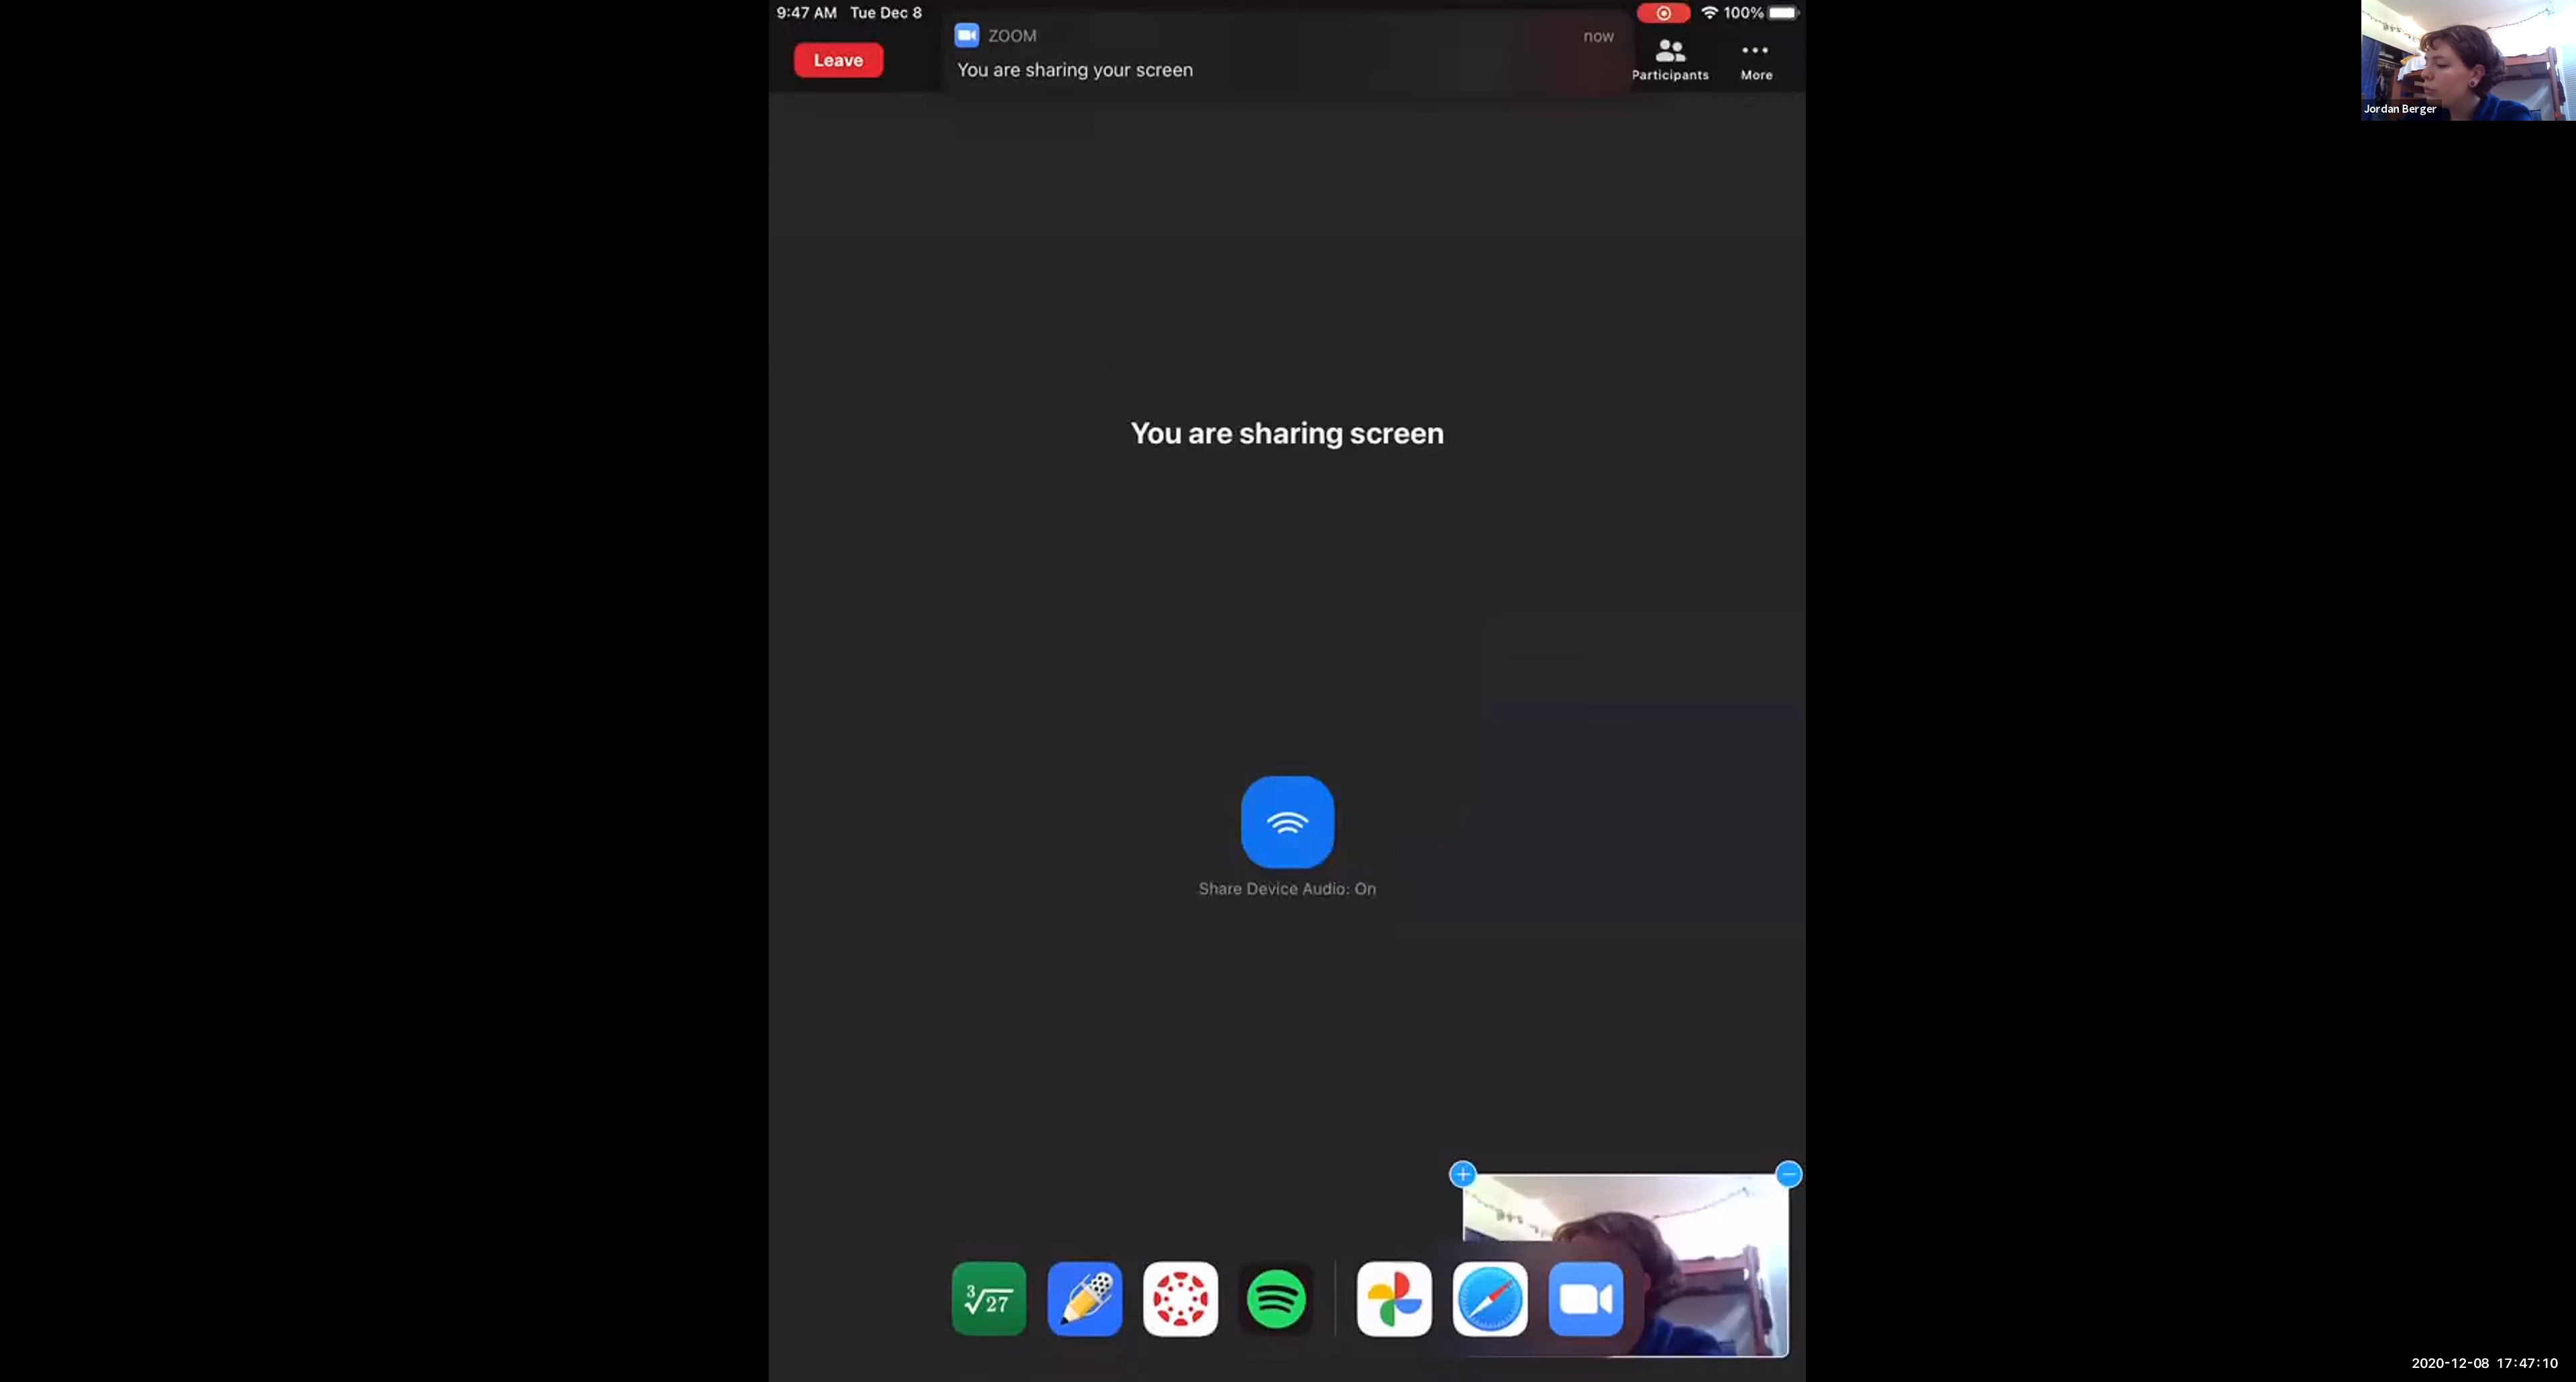 9:47 AM Tue Dec 8
100%
Leave
ZOOM
now
You are sharing your screen
Participants
More
Jordan Berger
You are sharing screen
Share Device Audio: On
3√27
2020-12-08 17:47:10